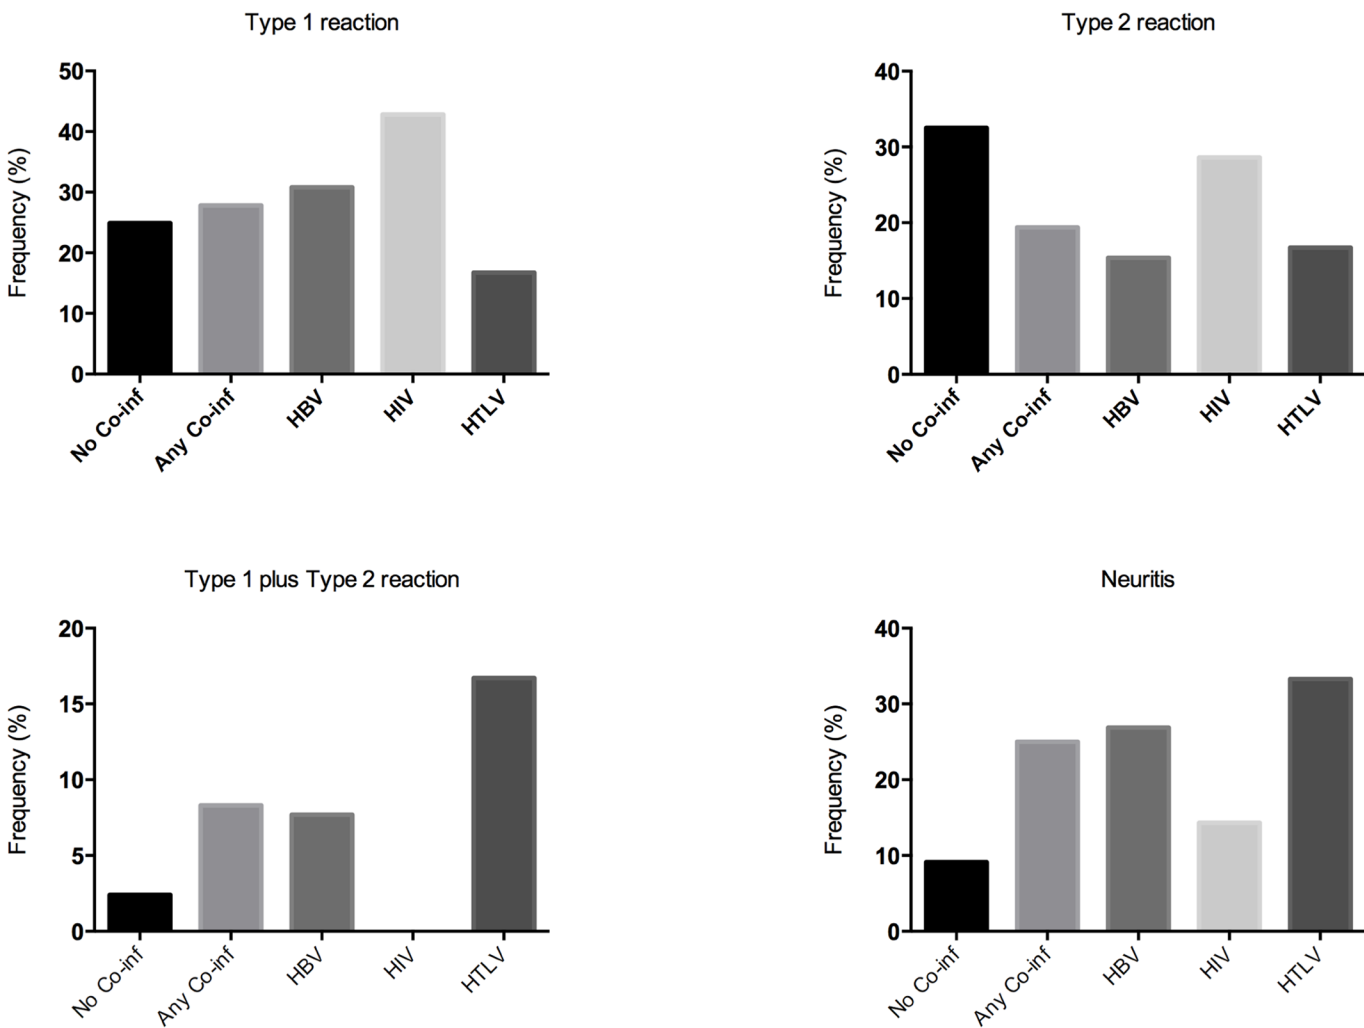 Type 1 reaction
Frequency (%)
50
40
30
20
10
0
No Co-inf
Any Co-inf
HBV
HIV
HTLV
Type 2 reaction
Frequency (%)
40
30
20
10
0
No Co-inf
Any Co-inf
HBV
HIV
HTLV
Type 1 plus Type 2 reaction
Frequency (%)
20
15
10
5
0
No Co-inf
Any Co-inf
HBV
HIV
HTLV
Neuritis
Frequency (%)
40
30
20
10
0
No Co-inf
Any Co-inf
HBV
HIV
HTLV